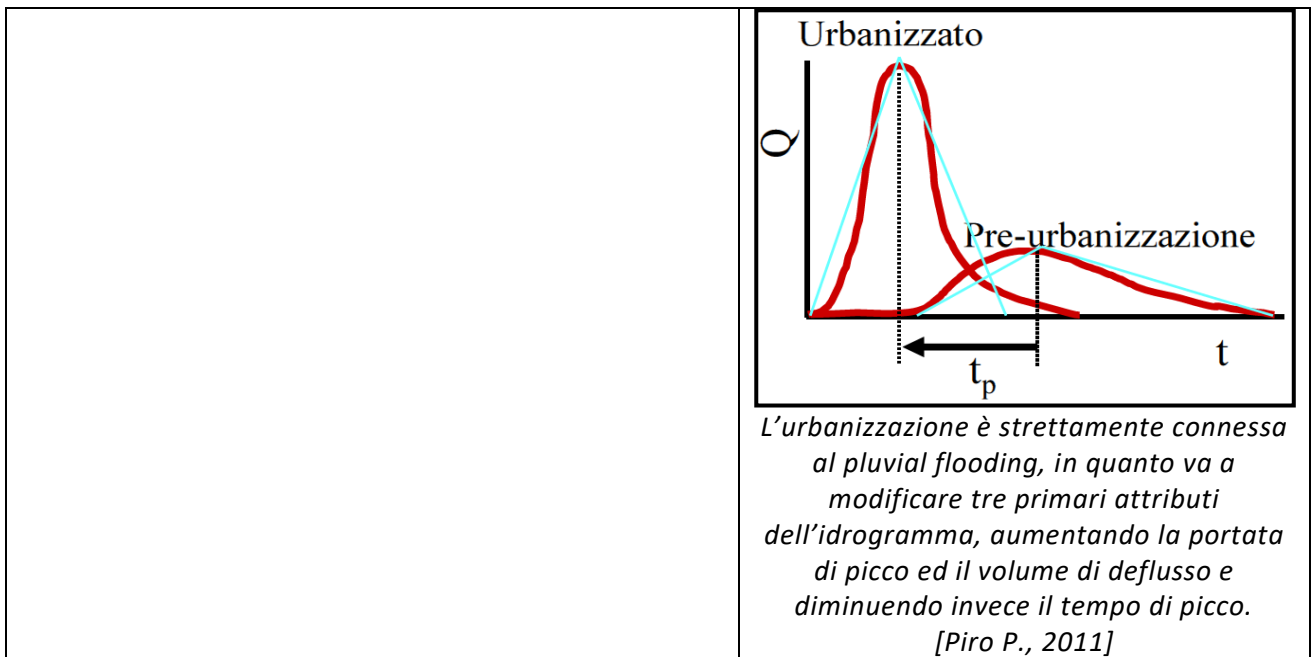 Urbanizzato
Q
Pre-urbanizzazione
t
tp
L’urbanizzazione è strettamente connessa
al pluvial flooding, in quanto va a
modificare tre primari attributi
dell’idrogramma, aumentando la portata
di picco ed il volume di deflusso e
diminuendo invece il tempo di picco.
[Piro P., 2011]